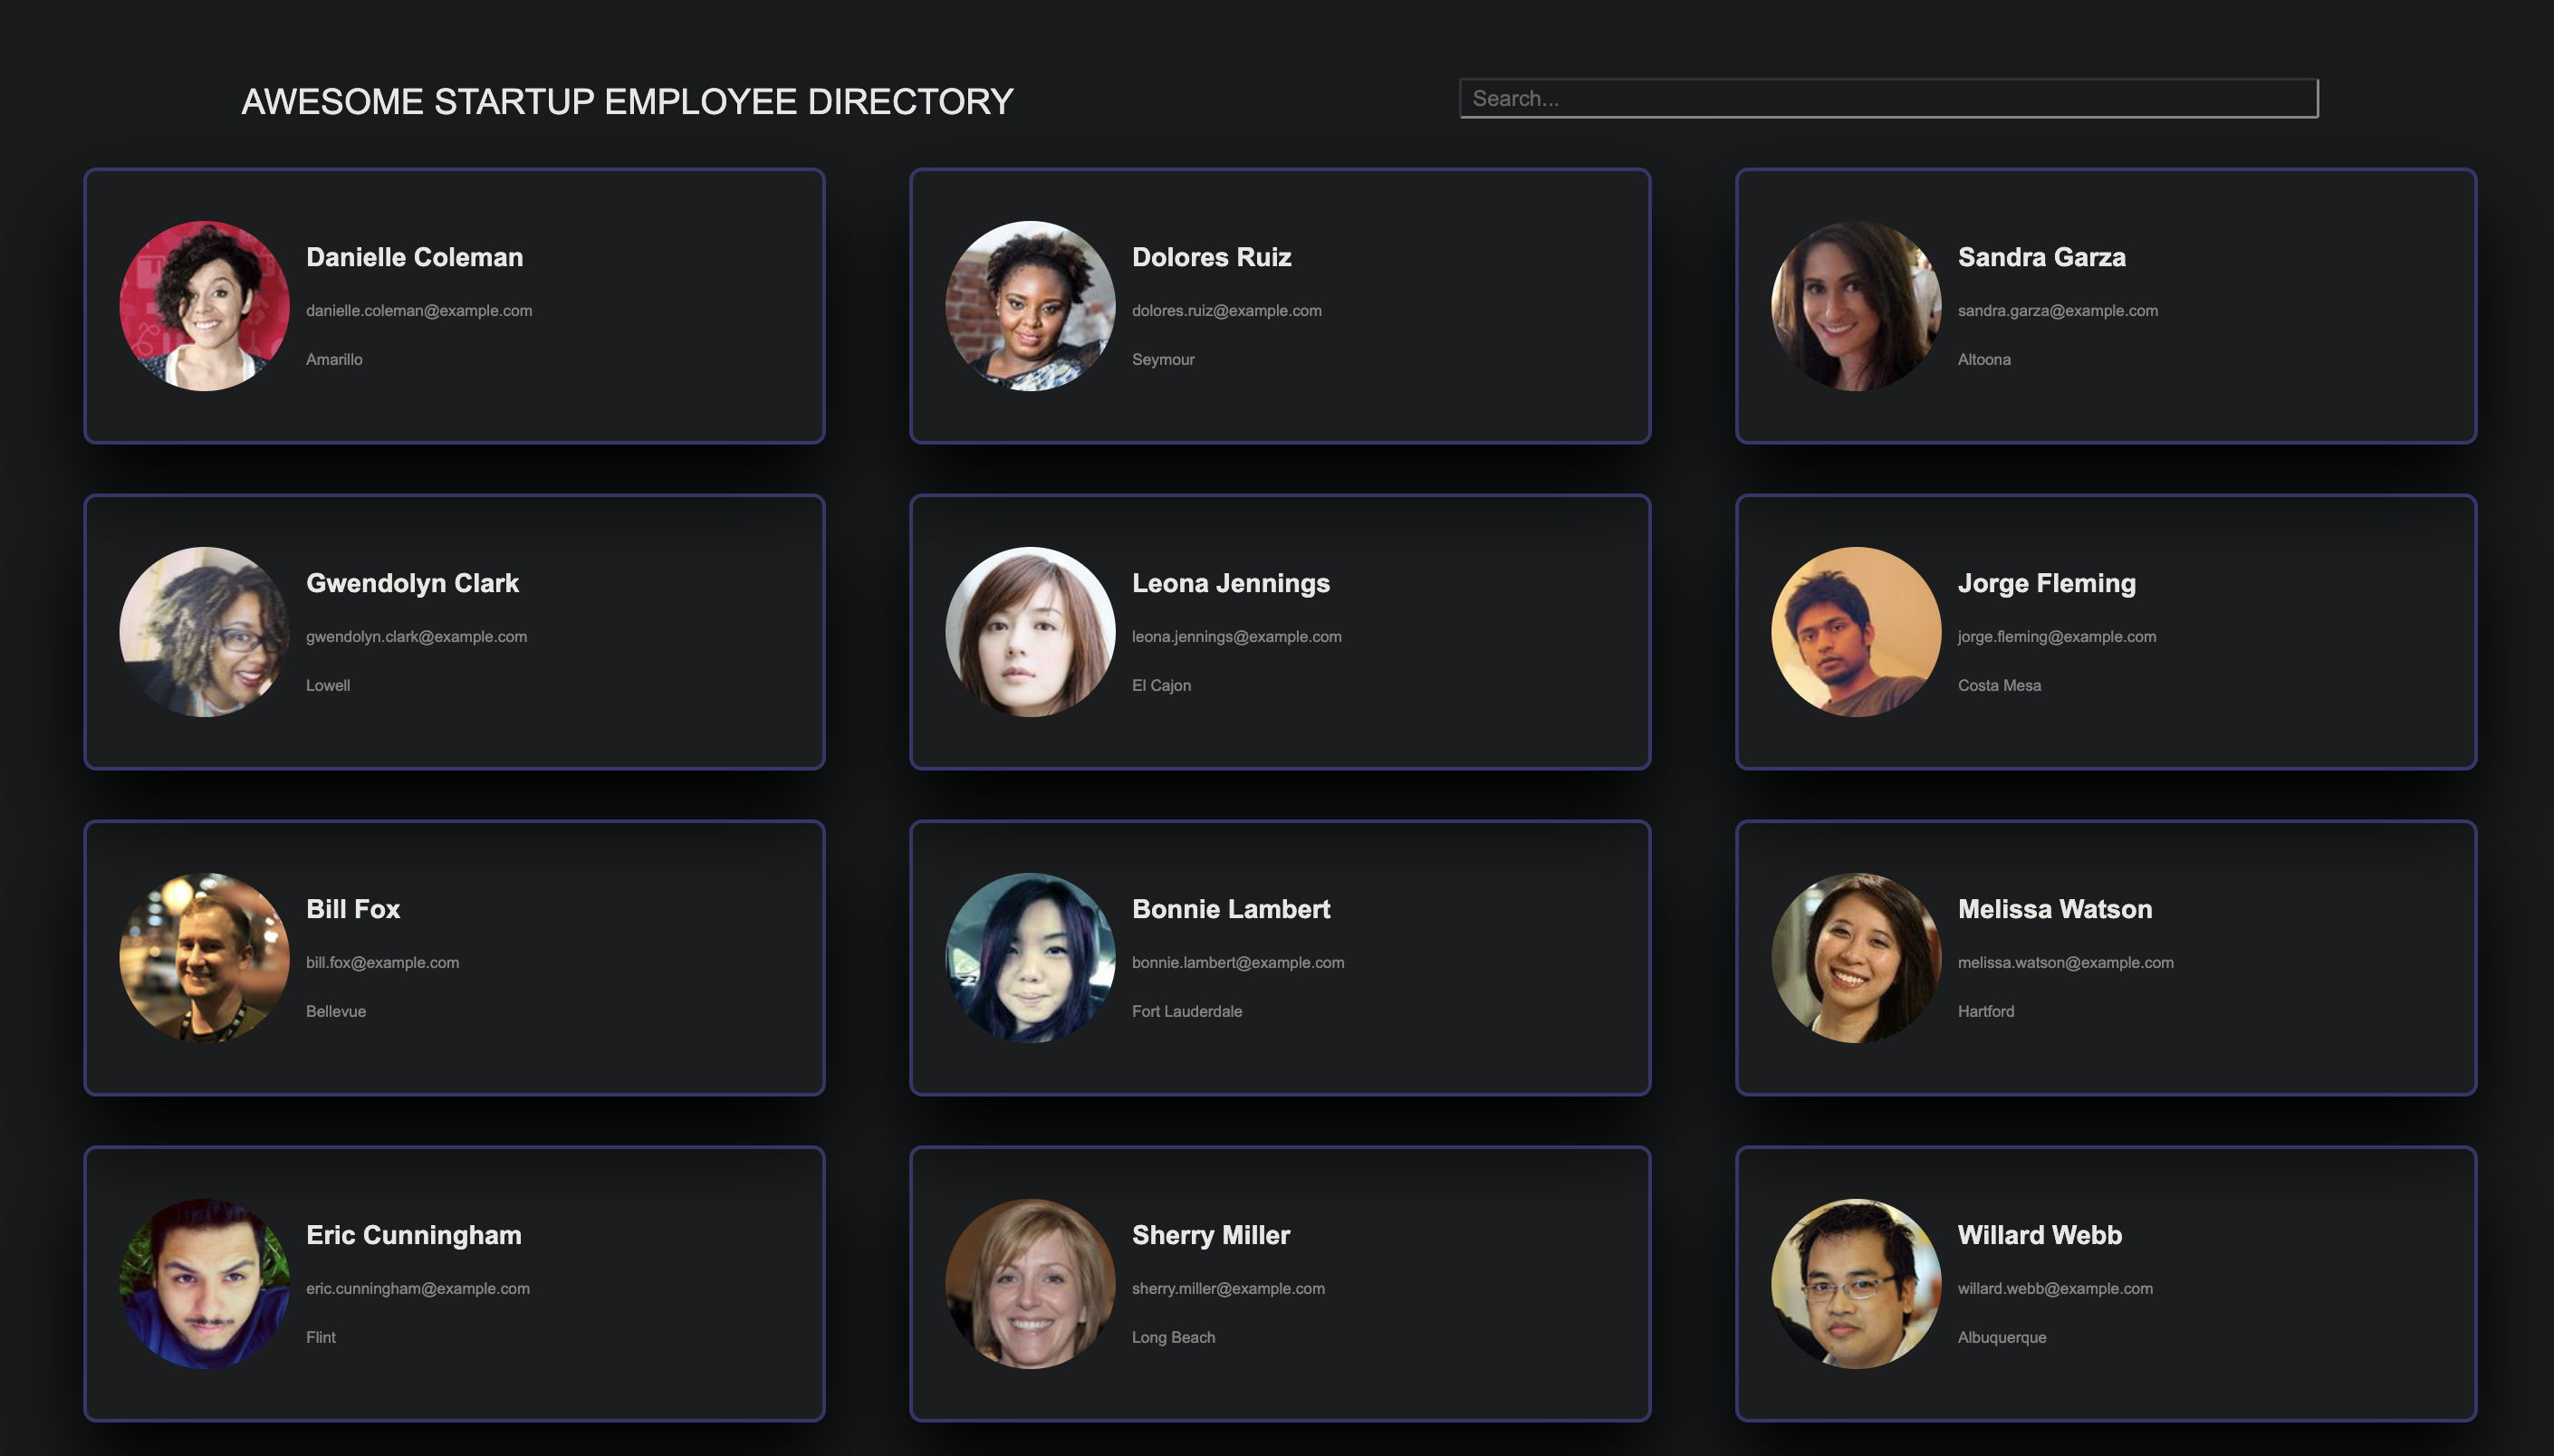 AWESOME STARTUP EMPLOYEE DIRECTORY
Search...
Danielle Coleman
danielle.coleman@example.com
Amarillo
Dolores Ruiz
dolores.ruiz@example.com
Seymour
Sandra Garza
sandra.garza@example.com
Altoona
Gwendolyn Clark
gwendolyn.clark@example.com
Lowell
Leona Jennings
leona.jennings@example.com
El Cajon
Jorge Fleming
jorge.fleming@example.com
Costa Mesa
Bill Fox
bill.fox@example.com
Bellevue
Bonnie Lambert
bonnie.lambert@example.com
Fort Lauderdale
Melissa Watson
melissa.watson@example.com
Hartford
Eric Cunningham
eric.cunningham@example.com
Flint
Sherry Miller
sherry.miller@example.com
Long Beach
Willard Webb
willard.webb@example.com
Albuquerque